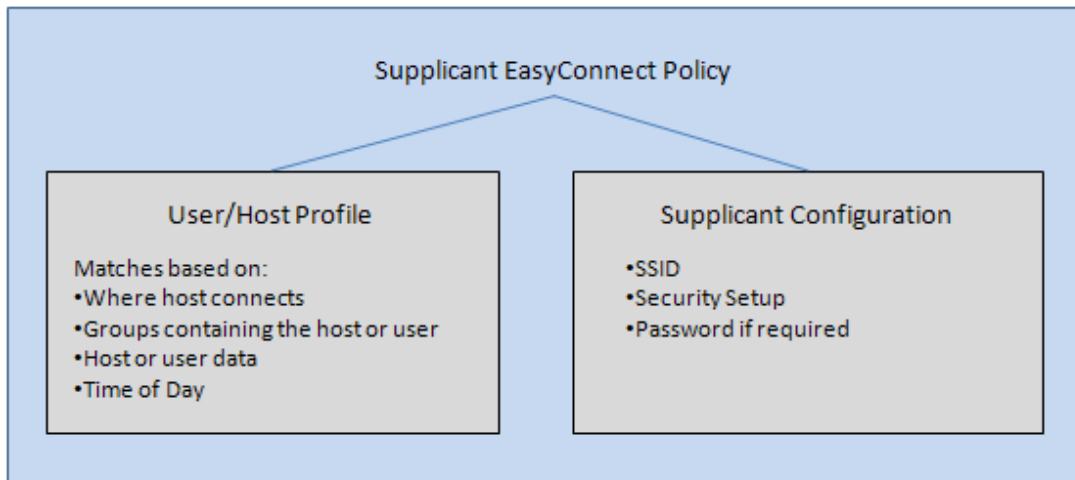 Supplicant EasyConnect Policy
User/Host Profile
Matches based on:
•Where host connects
•Groups containing the host or user
•Host or user data
•Time of Day
Supplicant Configuration
•SSID
•Security Setup
•Password if required